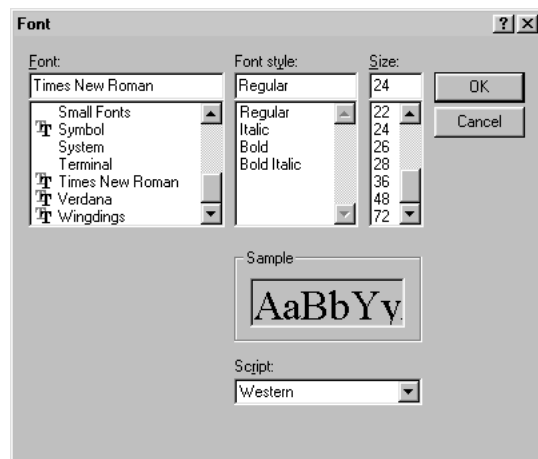 Font
Font: Font style: Size:
Times New Roman Regular 24 OK
Small Fonts Regular 22 Cancel
Symbol Italic 24
System Bold 26
Terminal Bold Italic 28
Times New Roman 36
Verdana 48
Wingdings 72
Sample
AaBbYy
Script:
Western